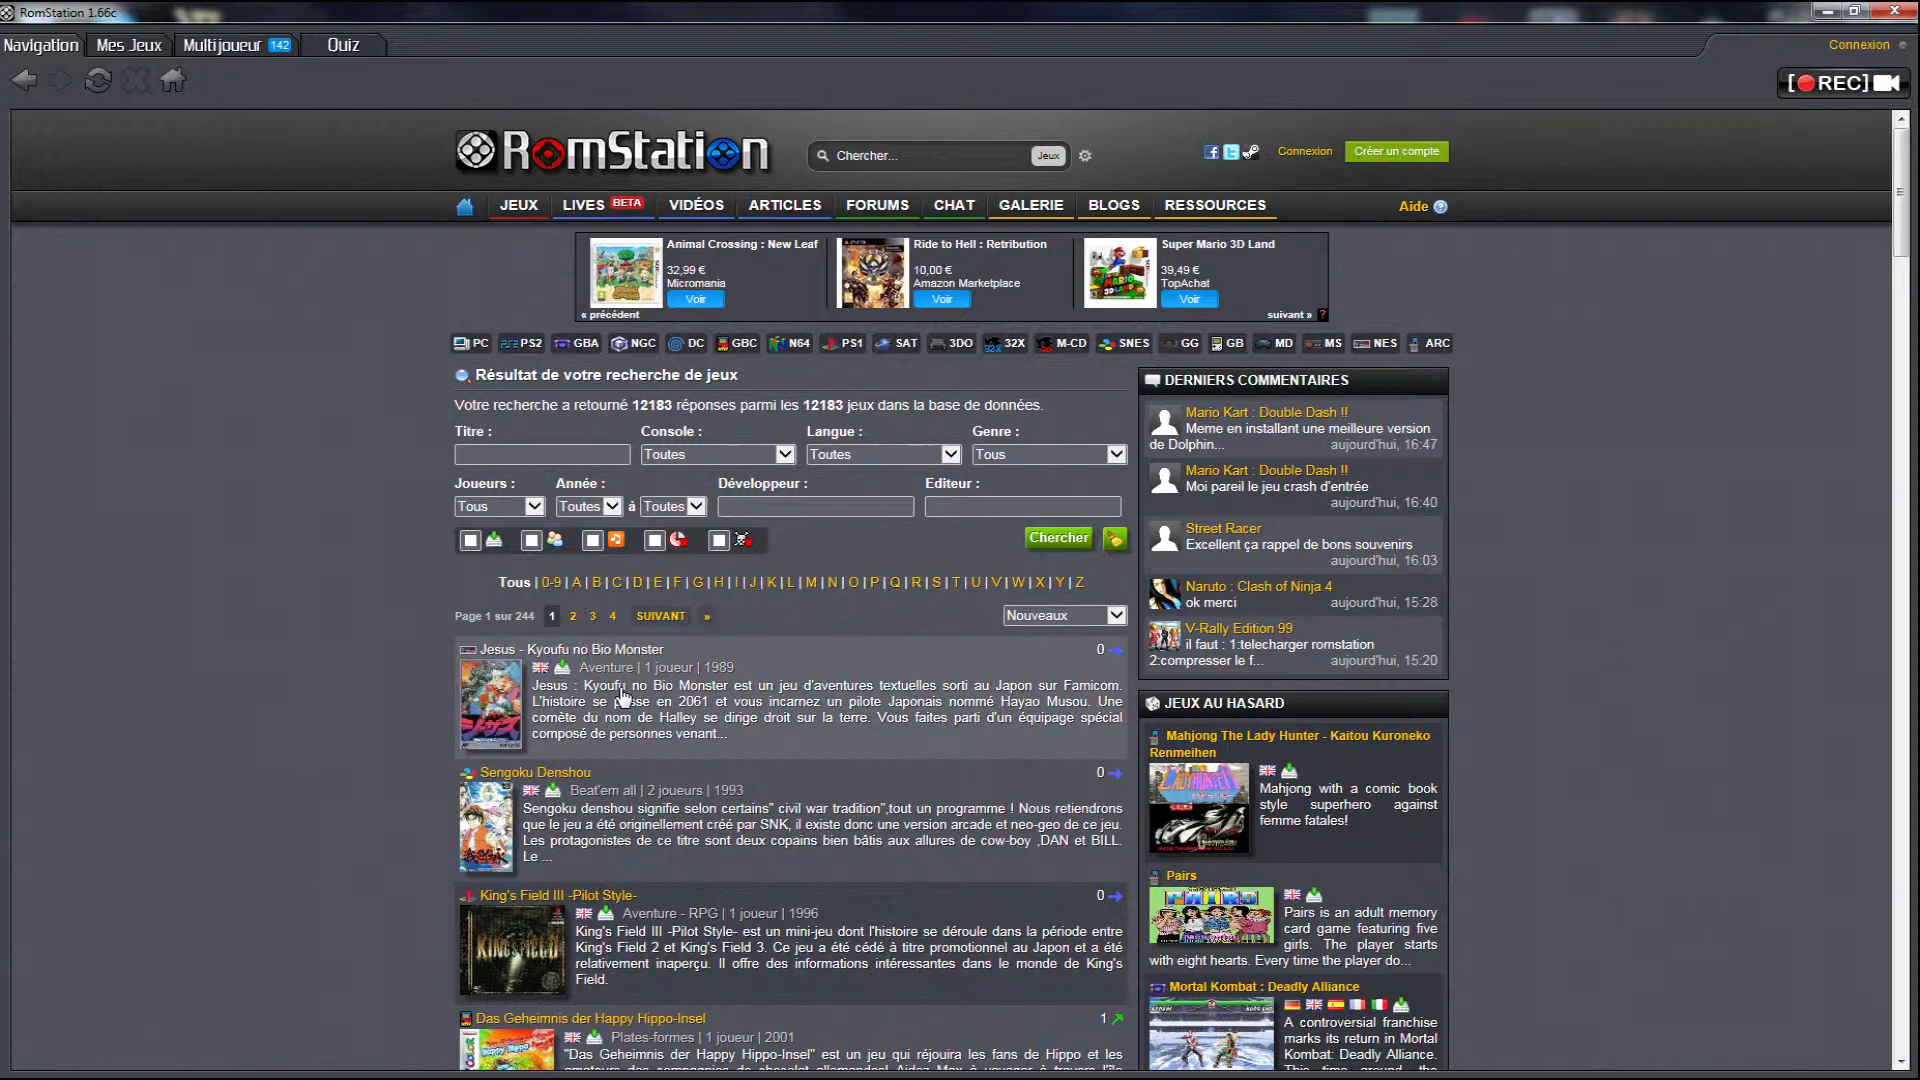 RomStation 1.66c
Navigation
Mes Jeux
Multijoueur 142
Quiz
Connexion
[REC]
RomStation
Chercher...
Jeux
Connexion
Créer un compte
JEUX
LIVES BETA
VIDÉOS
ARTICLES
FORUMS
CHAT
GALERIE
BLOGS
RESSOURCES
Aide
Animal Crossing : New Leaf
32,99 €
Micromania
Voir
Ride to Hell : Retribution
10,00 €
Amazon Marketplace
Voir
Super Mario 3D Land
39,49 €
TopAchat
Voir
« précédent
suivant » ?
PC PS2 GBA NGC DC GBC N64 PS1 SAT 3DO 32X M-CD SNES GG GB MD MS NES ARC
Résultat de votre recherche de jeux
Votre recherche a retourné 12183 réponses parmi les 12183 jeux dans la base de données.
Titre : Console : Langue : Genre :
Toutes Toutes Tous
Joueurs : Année : Développeur : Editeur :
Tous Toutes à Toutes
Chercher
Tous | 0-9 | A | B | C | D | E | F | G | H | I | J | K | L | M | N | O | P | Q | R | S | T | U | V | W | X | Y | Z
Page 1 sur 244 1 2 3 4 SUIVANT »
Nouveaux
Jesus - Kyoufu no Bio Monster 0
Aventure | 1 joueur | 1989
Jesus : Kyoufu no Bio Monster est un jeu d'aventures textuelles sorti au Japon sur Famicom.
L'histoire se passe en 2061 et vous incarnez un pilote Japonais nommé Hayao Musou. Une
comète du nom de Halley se dirige droit sur la terre. Vous faites parti d'un équipage spécial
composé de personnes venant...
Sengoku Denshou 0
Beat'em all | 2 joueurs | 1993
Sengoku denshou signifie selon certains" civil war tradition",tout un programme ! Nous retiendrons
que le jeu a été originellement créé par SNK, il existe donc une version arcade et neo-geo de ce jeu.
Les protagonistes de ce titre sont deux copains bien bâtis aux allures de cow-boy ,DAN et BILL.
Le ...
King's Field III -Pilot Style- 0
Aventure - RPG | 1 joueur | 1996
King's Field III -Pilot Style- est un mini-jeu dont l'histoire se déroule dans la période entre
King's Field 2 et King's Field 3. Ce jeu a été cédé à titre promotionnel au Japon et a été
relativement inaperçu. Il offre des informations intéressantes dans le monde de King's
Field.
Das Geheimnis der Happy Hippo-Insel 1
Plates-formes | 1 joueur | 2001
"Das Geheimnis der Happy Hippo-Insel" est un jeu qui réjouira les fans de Hippo et les
DERNIERS COMMENTAIRES
Mario Kart : Double Dash !!
Meme en installant une meilleure version
de Dolphin... aujourd'hui, 16:47
Mario Kart : Double Dash !!
Moi pareil le jeu crash d'entrée
aujourd'hui, 16:40
Street Racer
Excellent ça rappel de bons souvenirs
aujourd'hui, 16:03
Naruto : Clash of Ninja 4
ok merci aujourd'hui, 15:28
V-Rally Edition 99
il faut : 1:telecharger romstation
2:compresser le f... aujourd'hui, 15:20
JEUX AU HASARD
Mahjong The Lady Hunter - Kaitou Kuroneko
Renmeihen
Mahjong with a comic book
style superhero against
femme fatales!
Pairs
Pairs is an adult memory
card game featuring five
girls. The player starts
with eight hearts. Every time the player do...
Mortal Kombat : Deadly Alliance
A controversial franchise
marks its return in Mortal
Kombat: Deadly Alliance.